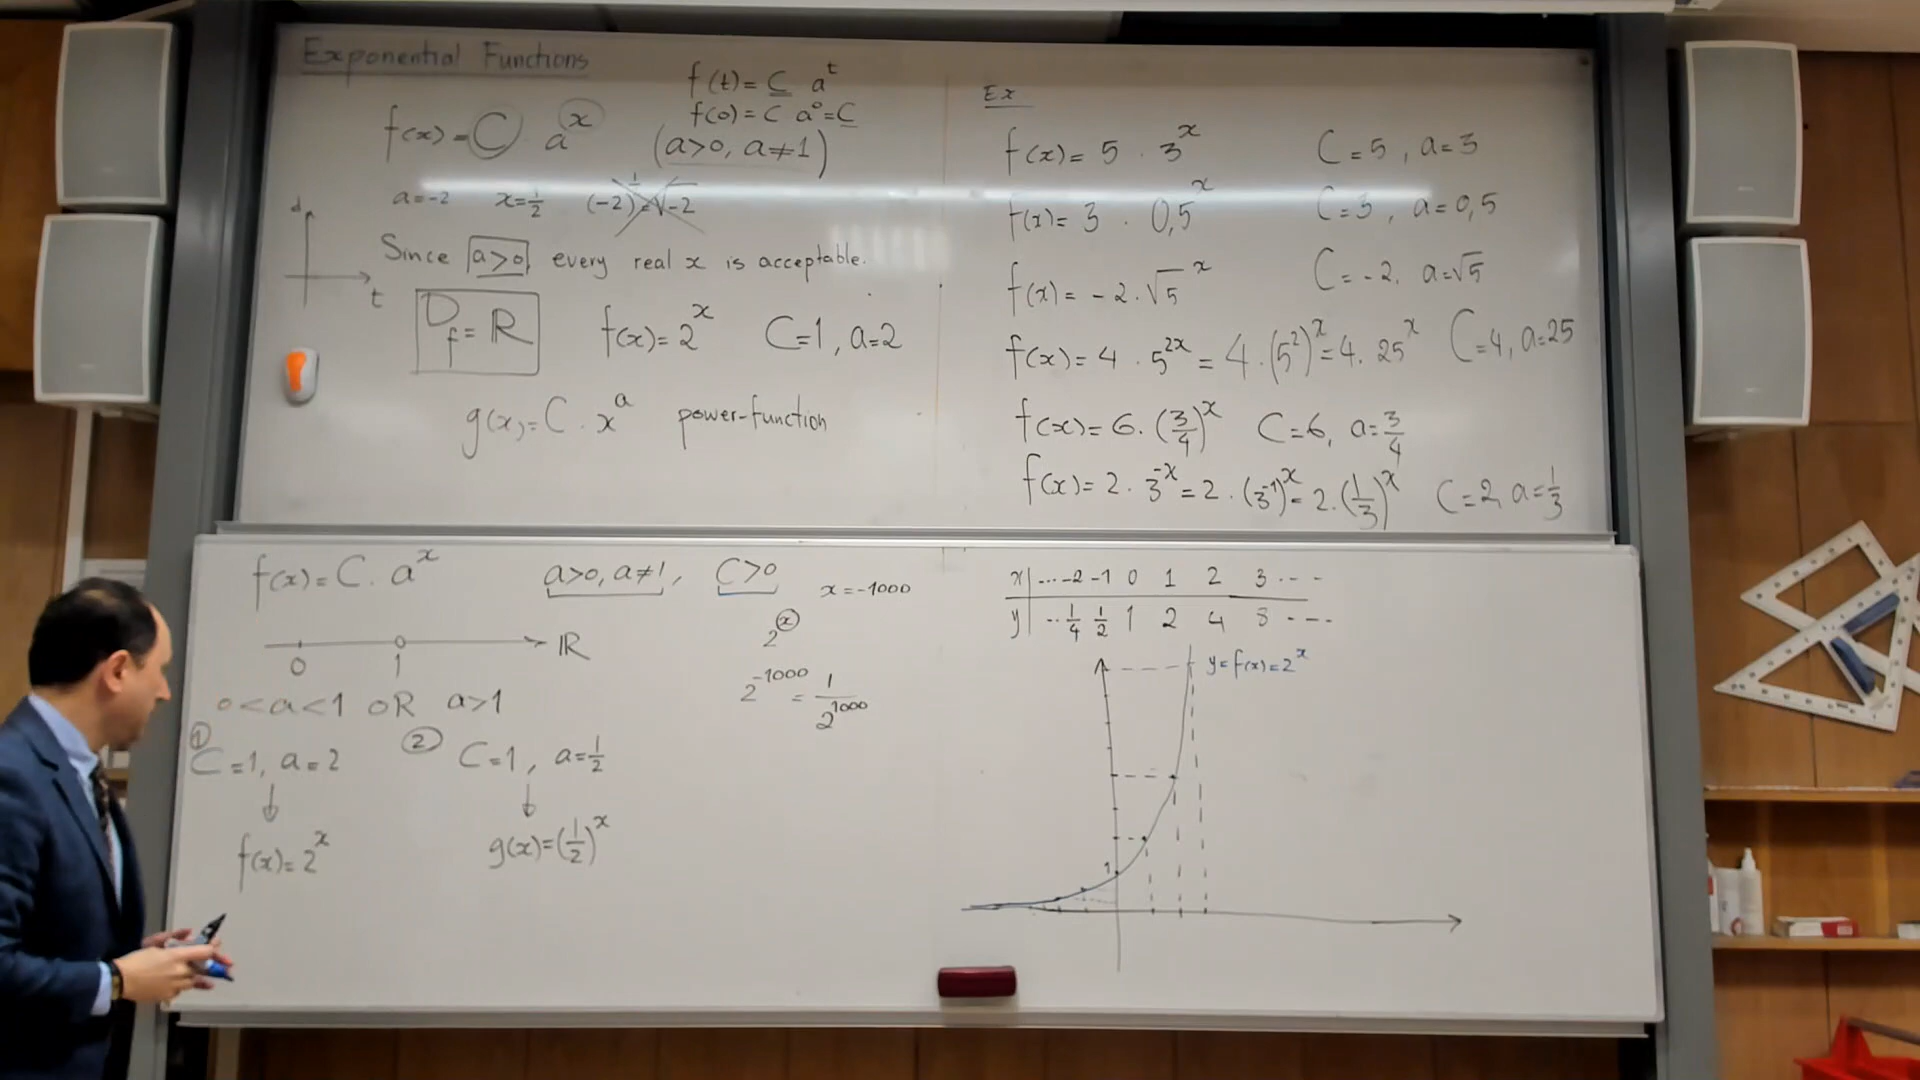 Exponential Functions
f(t) = C a^t
f(0) = C a^0 = C
f(x) = C · a^x (a>0, a≠1)
a=-2 x=1/2 (-2)^1/2 = √-2
d
t
Since a>0, every real x is acceptable.
D_f = ℝ f(x) = 2^x C=1, a=2
g(x) = C · x^a power-function
Ex
f(x) = 5 · 3^x C=5, a=3
f(x) = 3 · 0,5^x C=3, a=0,5
f(x) = -2 · √5^x C=-2, a=√5
f(x) = 4 · 5^2x = 4 · (5^2)^x = 4 · 25^x C=4, a=25
f(x) = 6 · (3/4)^x C=6, a=3/4
f(x) = 2 · 3^-x = 2 · (3^-1)^x = 2 · (1/3)^x C=2, a=1/3
f(x) = C · a^x a>0, a≠1, C>0 x=-1000
0 1 ℝ
2^x
2^-1000 = 1/2^1000
0<a<1 OR a>1
① C=1, a=2 ② C=1, a=1/2
f(x) = 2^x g(x) = (1/2)^x
x | ... -2 -1 0 1 2 3 ...
y | ... 1/4 1/2 1 2 4 8 ...
y = f(x) = 2^x
1